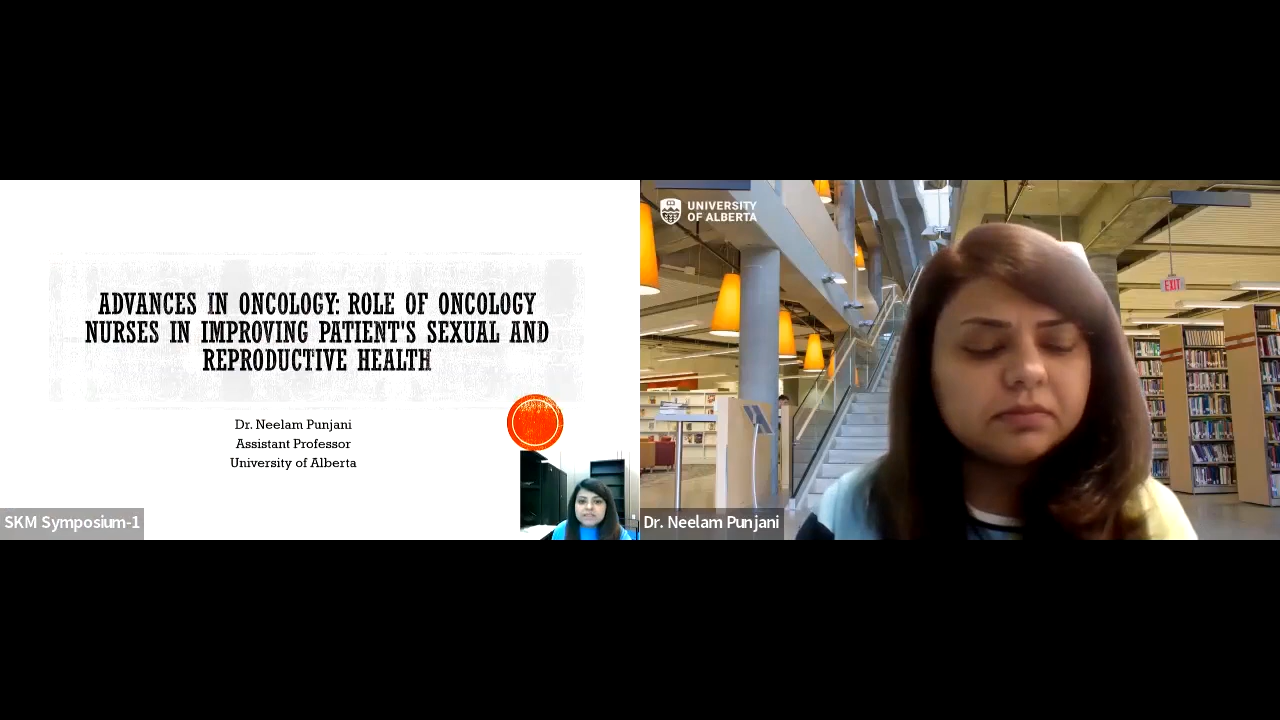 ADVANCES IN ONCOLOGY: ROLE OF ONCOLOGY
NURSES IN IMPROVING PATIENT'S SEXUAL AND
REPRODUCTIVE HEALTH
Dr. Neelam Punjani
Assistant Professor
University of Alberta
SKM Symposium-1
UNIVERSITY
OF ALBERTA
EXIT
Dr. Neelam Punjani